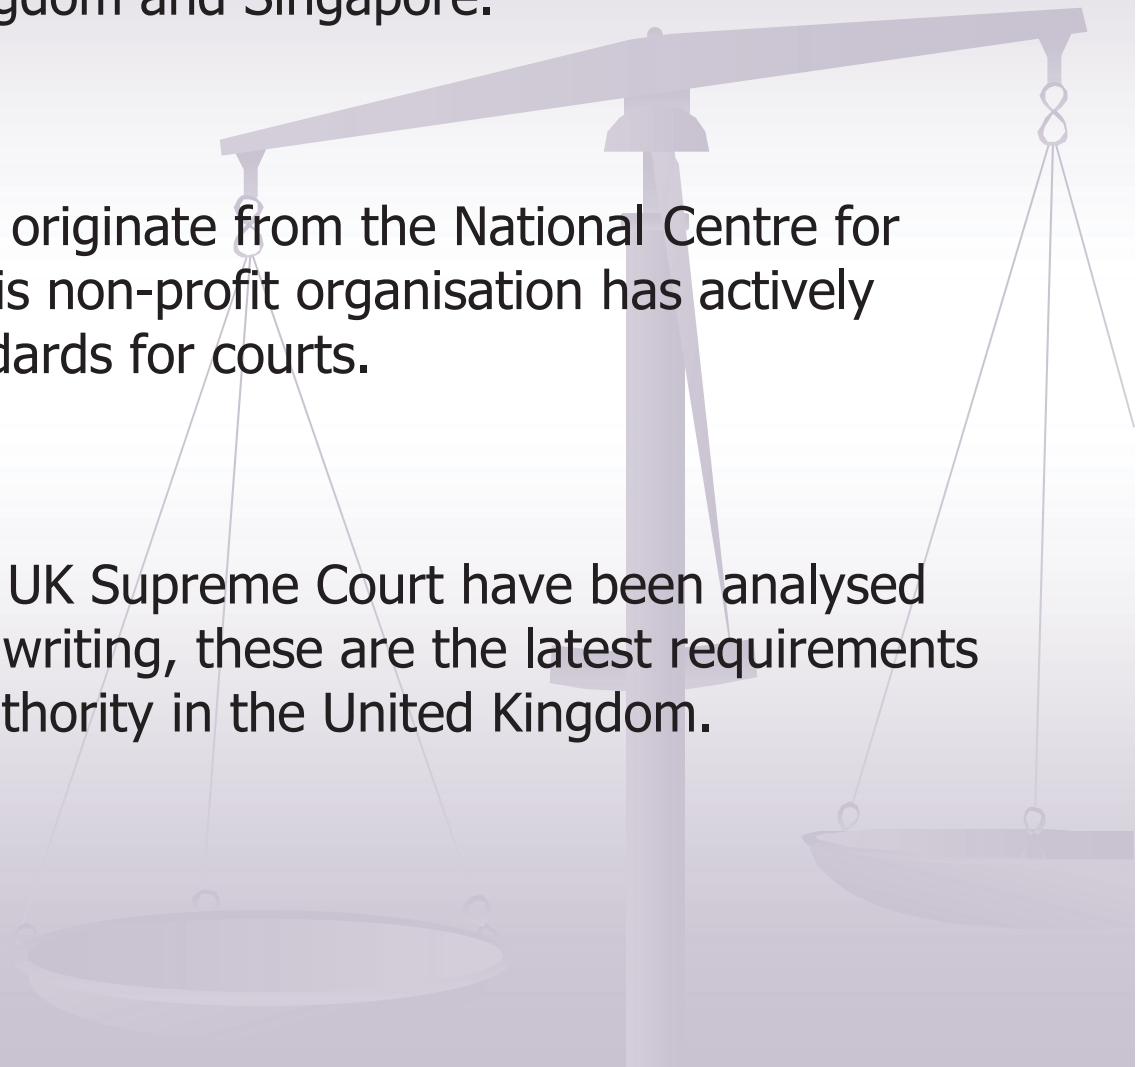 gdom and Singapore.
originate from the National Centre for
is non-profit organisation has actively
dards for courts.
UK Supreme Court have been analysed
writing, these are the latest requirements
thority in the United Kingdom.